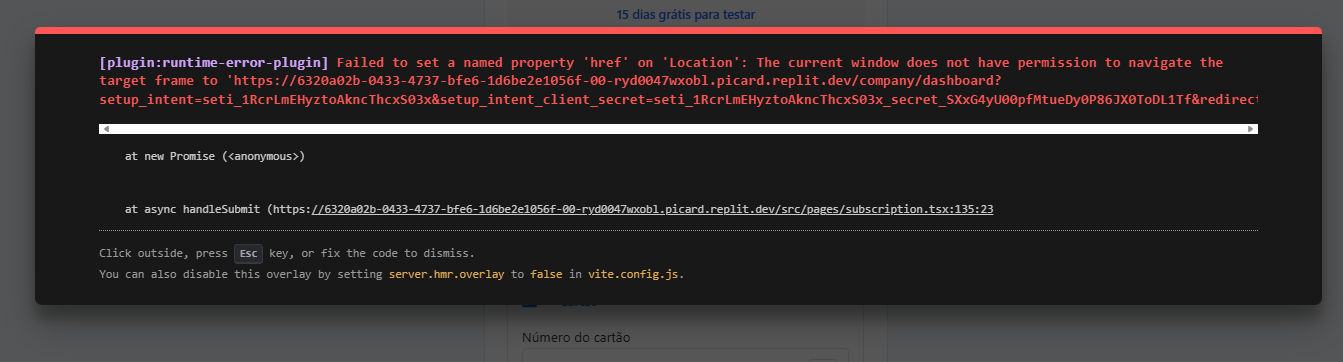 15 dias grátis para testar
[plugin:runtime-error-plugin] Failed to set a named property 'href' on 'Location': The current window does not have permission to navigate the
target frame to 'https://6320a02b-0433-4737-bfe6-1d6be2e1056f-00-ryd0047wxobl.picard.replit.dev/company/dashboard?
setup_intent=seti_1RcrLmEHyztoAkncThcxS03x&setup_intent_client_secret=seti_1RcrLmEHyztoAkncThcxS03x_secret_SXxG4yU00pfMtueDy0P86JX0ToDL1Tf&redirect
at new Promise (<anonymous>)
at async handleSubmit (https://6320a02b-0433-4737-bfe6-1d6be2e1056f-00-ryd0047wxobl.picard.replit.dev/src/pages/subscription.tsx:135:23
Click outside, press Esc key, or fix the code to dismiss.
You can also disable this overlay by setting server.hmr.overlay to false in vite.config.js.
Número do cartão